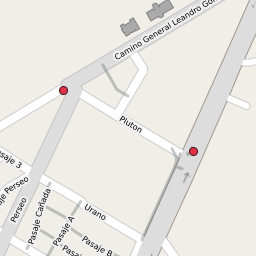 Camino General Leandro Go
Pluton
Pasaje 3
Pasaje Perseo
Perseo
Pasaje Cañada
Pasaje A
Urano
Pasaje B